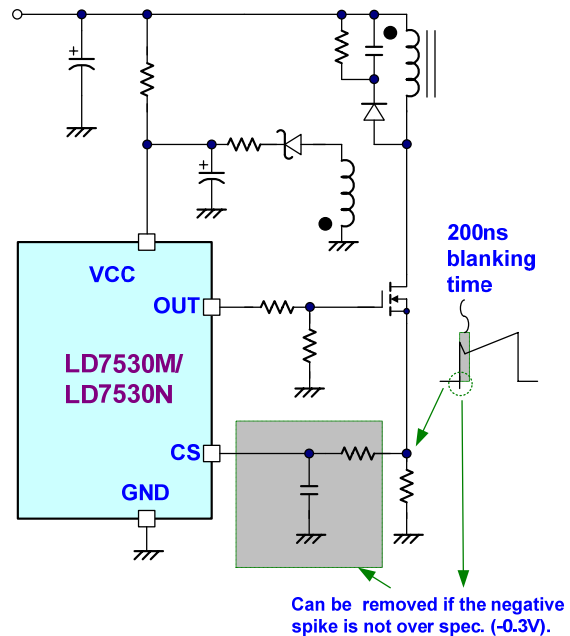 200ns
blanking
time
VCC
OUT
LD7530M/
LD7530N
CS
GND
+
+
Can be removed if the negative
spike is not over spec. (-0.3V).